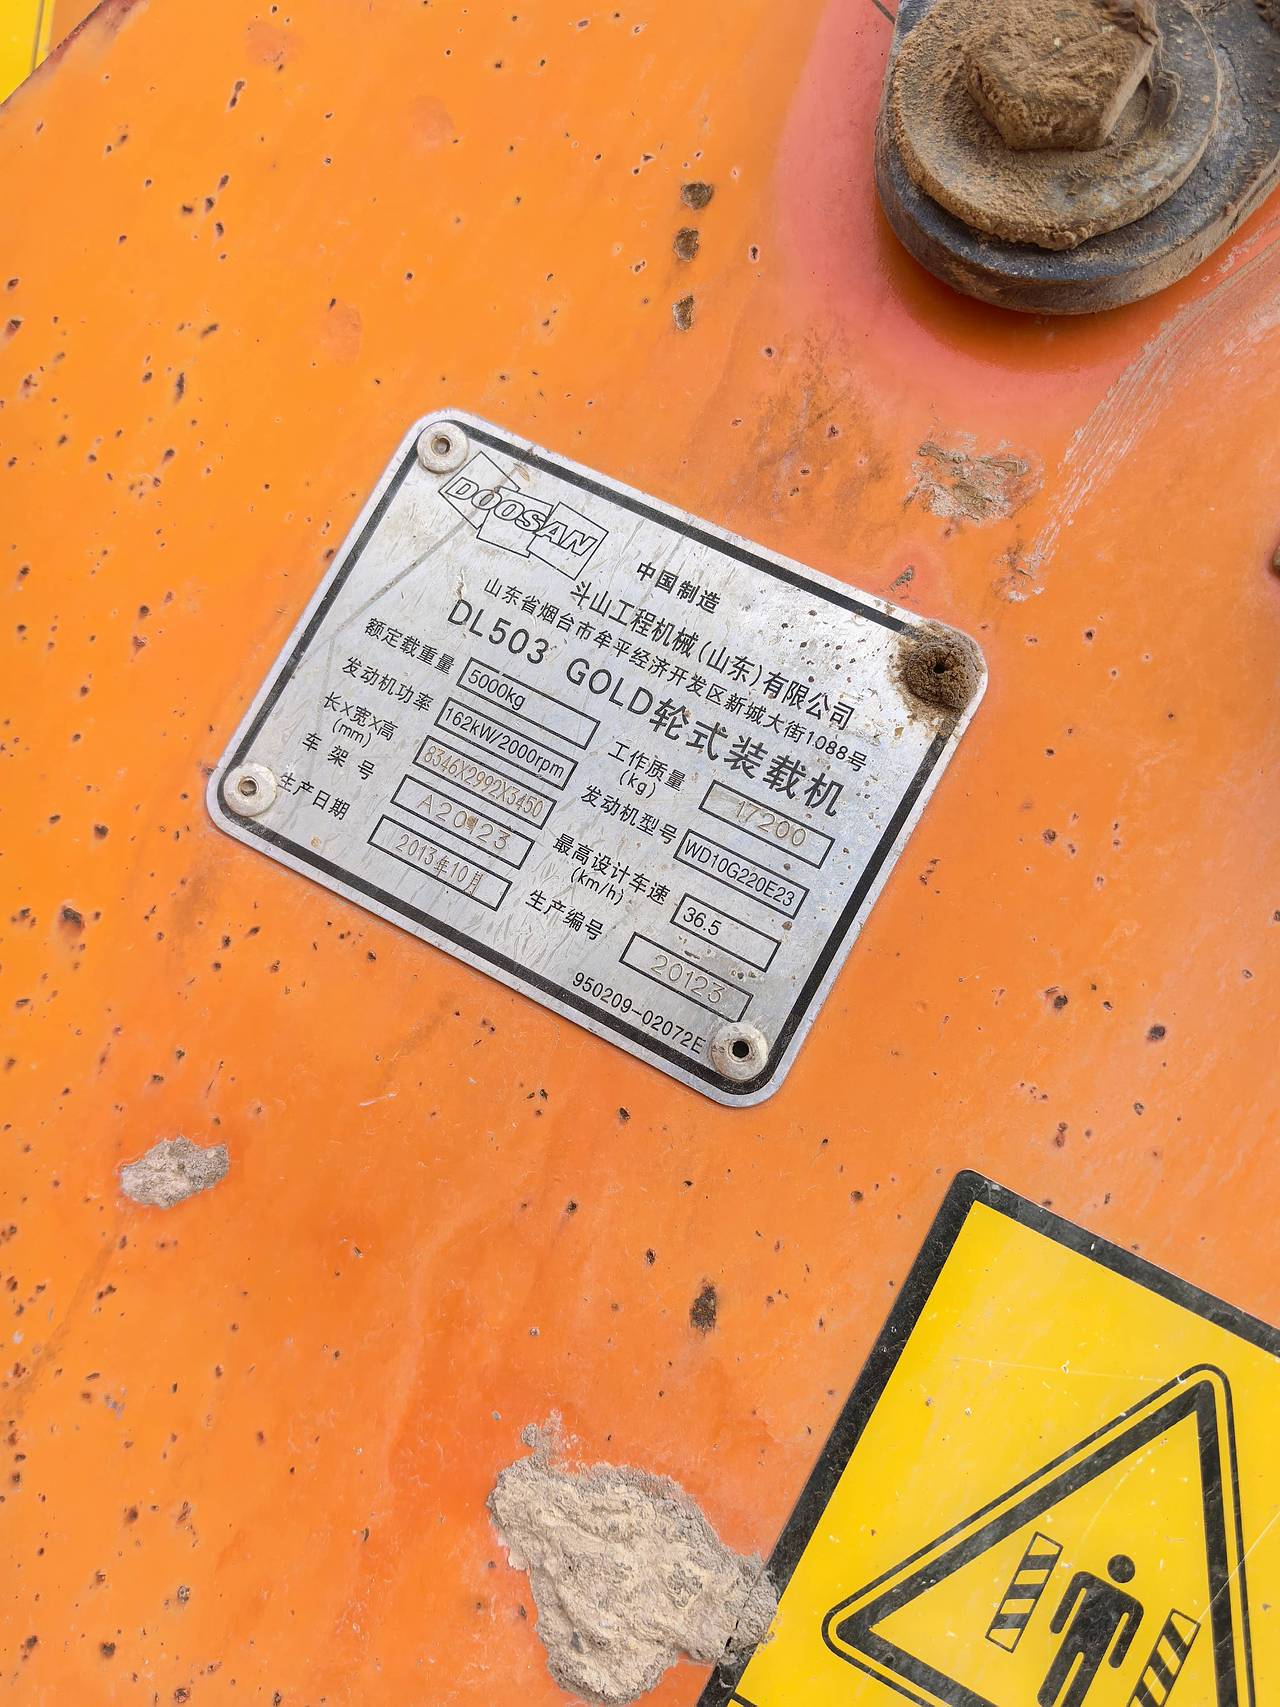 DOOSAN
中国制造
斗山工程机械(山东)有限公司
山东省烟台市牟平经济开发区新城大街1088号
DL503 GOLD轮式装载机
额定载重量 5000kg 工作质量(kg) 17200
发动机功率 162kW/2000rpm 发动机型号 WD10G220E23
长X宽X高(mm) 8346X2992X3450 最高设计车速(km/h) 36.5
车架号 A20123 生产编号 20123
生产日期 2013年10月
950209-02072E